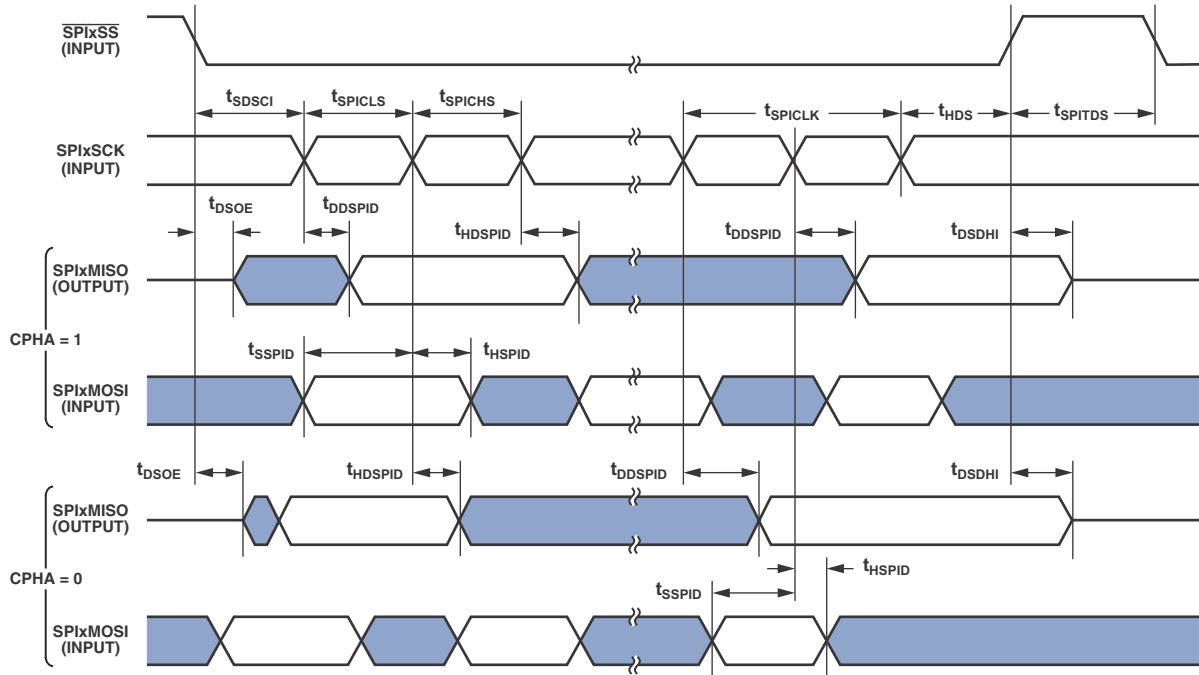 SPIxSS
(INPUT)
tSDSCI tSPICLS tSPICHS tSPICLK tHDS tSPITDS
SPIxSCK
(INPUT)
tDSOE tDDSPID tHDSPID tDDSPID tDSDHI
SPIxMISO
(OUTPUT)
CPHA = 1
tSSPID tHSPID
SPIxMOSI
(INPUT)
tDSOE tHDSPID tDDSPID tDSDHI
SPIxMISO
(OUTPUT)
CPHA = 0
tSSPID tHSPID
SPIxMOSI
(INPUT)